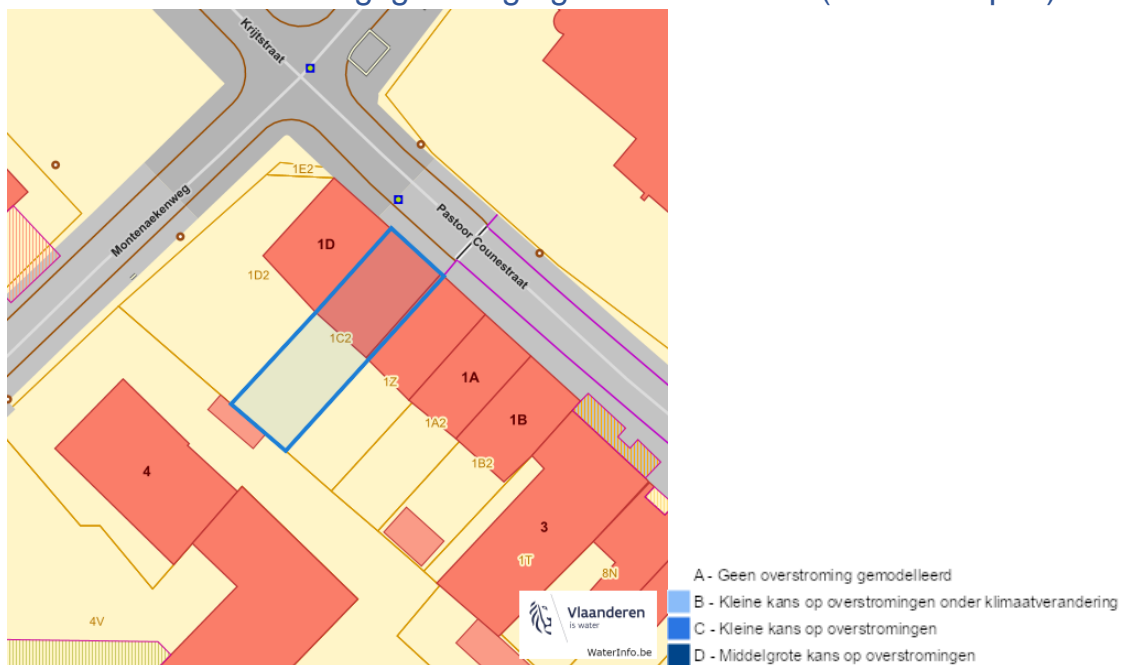 Krijtstraat
1E2
Montenaekenweg
Pastoor Counestraat
1D
1D2
1C2
1Z
1A
1A2
1B
1B2
4
3
1T
8N
4V
Vlaanderen
is water
WaterInfo.be
A - Geen overstroming gemodelleerd
B - Kleine kans op overstromingen onder klimaatverandering
C - Kleine kans op overstromingen
D - Middelgrote kans op overstromingen